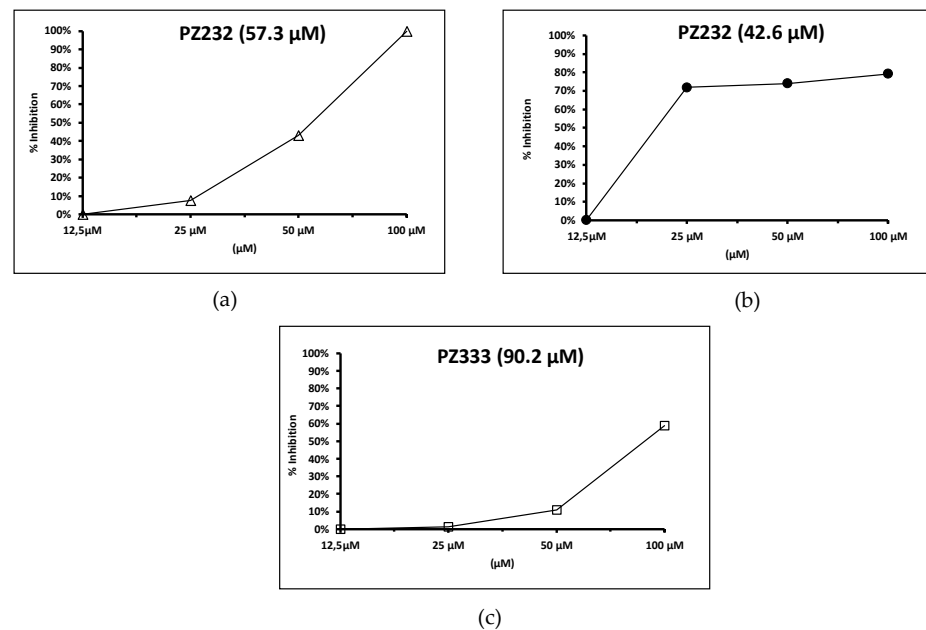 PZ232 (57.3 µM)
100%
90%
80%
70%
60%
50%
40%
30%
20%
10%
0%
% Inhibition
12,5µM 25 µM 50 µM 100 µM
(µM)
(a)
PZ232 (42.6 µM)
100%
90%
80%
70%
60%
50%
40%
30%
20%
10%
0%
% Inhibition
12,5µM 25 µM 50 µM 100 µM
(µM)
(b)
PZ333 (90.2 µM)
100%
90%
80%
70%
60%
50%
40%
30%
20%
10%
0%
% Inhibition
12,5µM 25 µM 50 µM 100 µM
(µM)
(c)